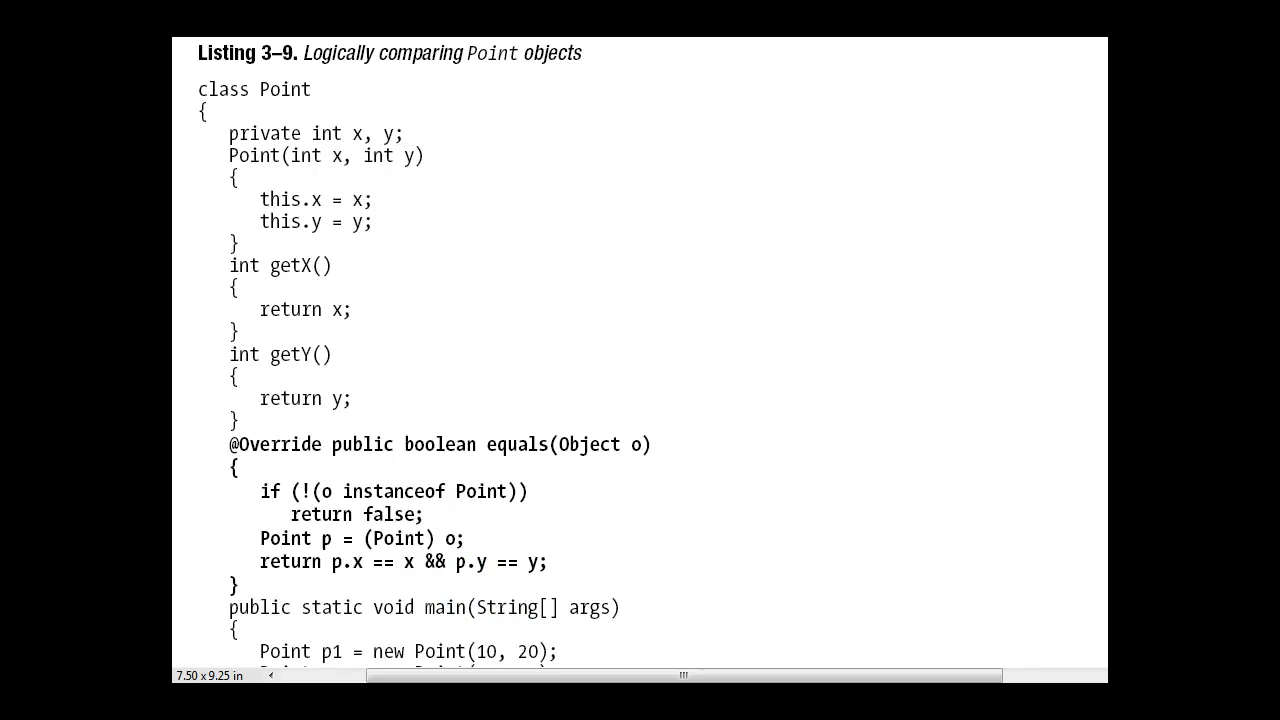 Listing 3–9. Logically comparing Point objects
class Point
{
   private int x, y;
   Point(int x, int y)
   {
      this.x = x;
      this.y = y;
   }
   int getX()
   {
      return x;
   }
   int getY()
   {
      return y;
   }
   @Override public boolean equals(Object o)
   {
      if (!(o instanceof Point))
         return false;
      Point p = (Point) o;
      return p.x == x && p.y == y;
   }
   public static void main(String[] args)
   {
      Point p1 = new Point(10, 20);
7.50 x 9.25 in